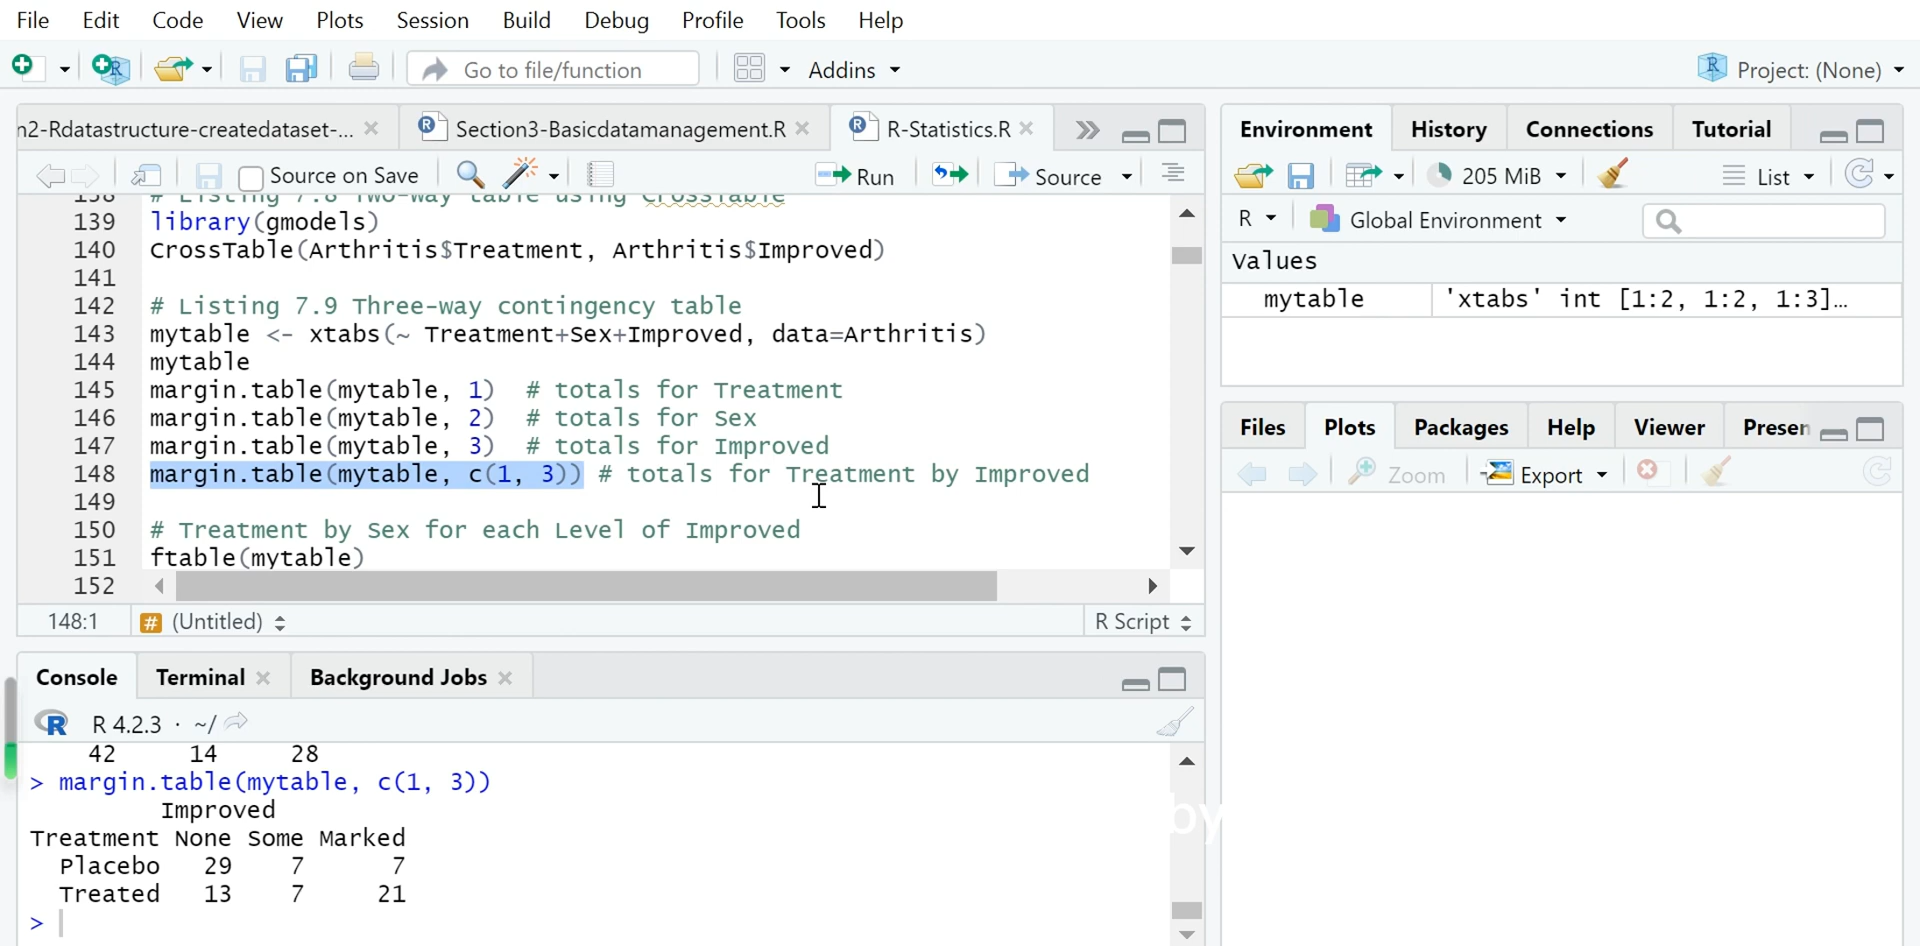 File Edit Code View Plots Session Build Debug Profile Tools Help
Go to file/function Addins Project: (None)
n2-Rdatastructure-createdataset-... Section3-Basicdatamanagement.R R-Statistics.R
Source on Save Run Source
138 # Listing 7.8 Two-way table using CrossTable
139 library(gmodels)
140 CrossTable(Arthritis$Treatment, Arthritis$Improved)
141
142 # Listing 7.9 Three-way contingency table
143 mytable <- xtabs(~ Treatment+Sex+Improved, data=Arthritis)
144 mytable
145 margin.table(mytable, 1) # totals for Treatment
146 margin.table(mytable, 2) # totals for Sex
147 margin.table(mytable, 3) # totals for Improved
148 margin.table(mytable, c(1, 3)) # totals for Treatment by Improved
149
150 # Treatment by Sex for each Level of Improved
151 ftable(mytable)
152
148:1 # (Untitled) R Script
Console Terminal Background Jobs
R R 4.2.3 · ~/
42 14 28
> margin.table(mytable, c(1, 3))
Improved
Treatment None Some Marked
Placebo 29 7 7
Treated 13 7 21
>
by
Environment History Connections Tutorial
205 MiB List
R Global Environment
Values
mytable 'xtabs' int [1:2, 1:2, 1:3]...
Files Plots Packages Help Viewer Presen
Zoom Export